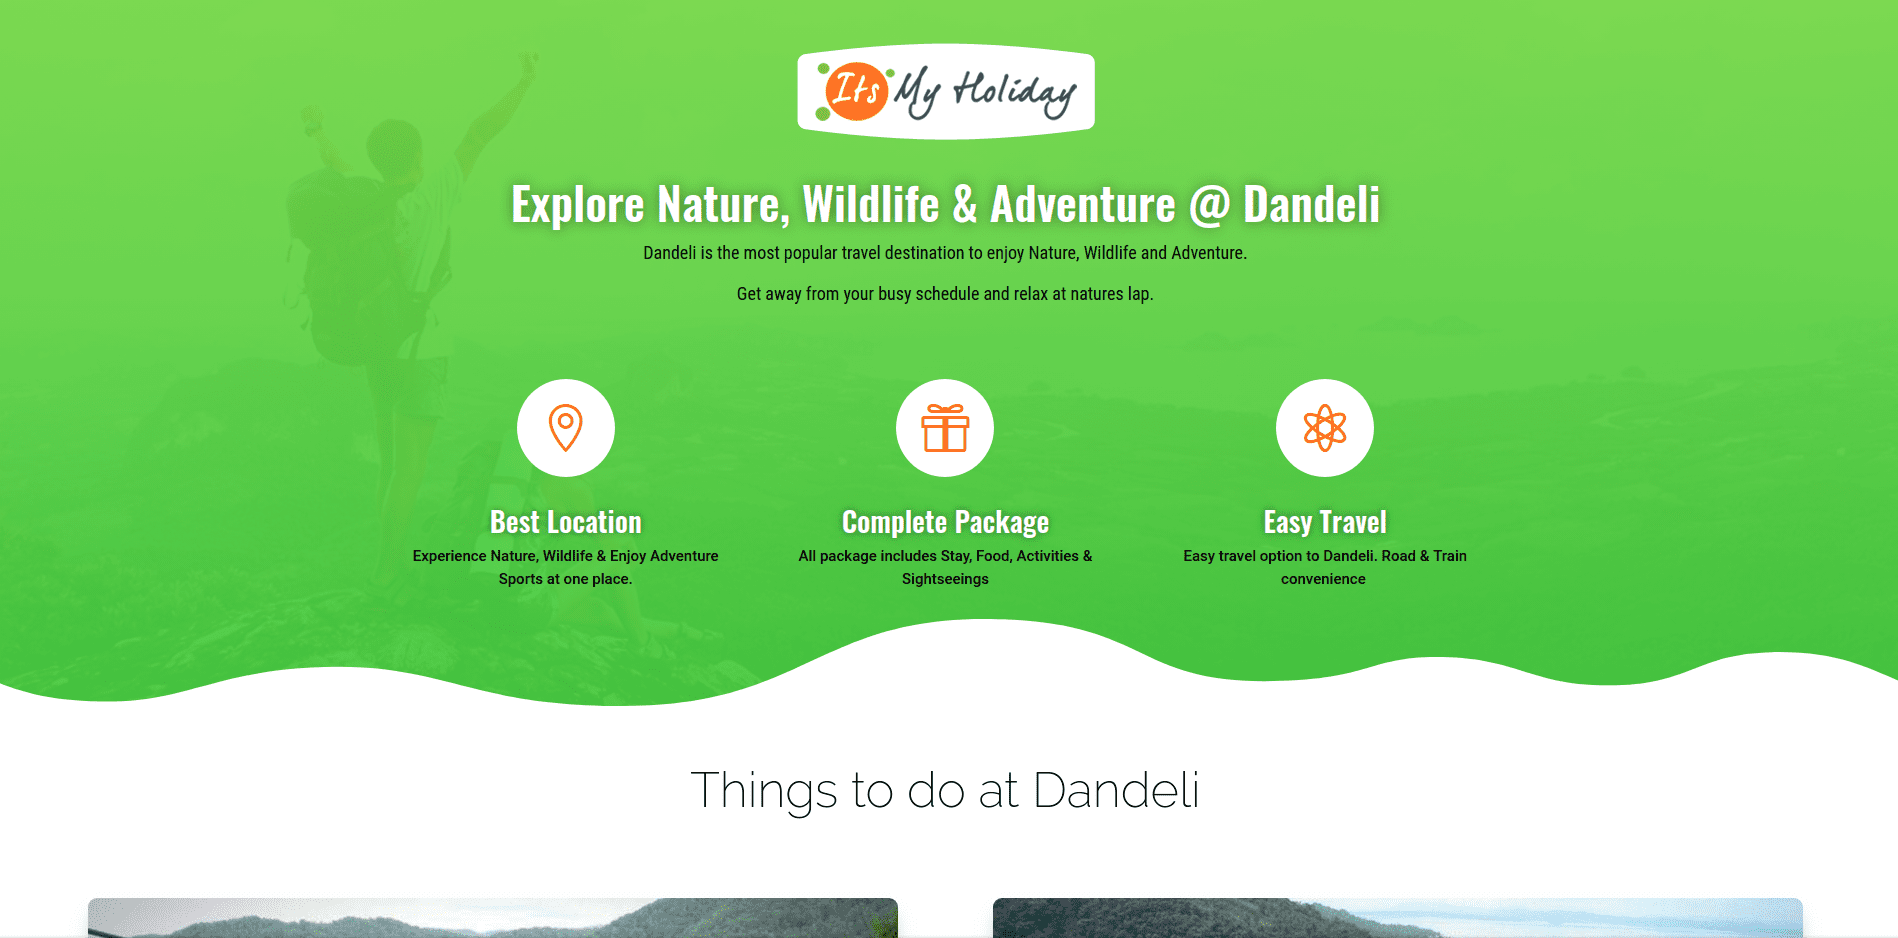 Its My Holiday
Explore Nature, Wildlife & Adventure @ Dandeli
Dandeli is the most popular travel destination to enjoy Nature, Wildlife and Adventure.
Get away from your busy schedule and relax at natures lap.
Best Location
Experience Nature, Wildlife & Enjoy Adventure
Sports at one place.
Complete Package
All package includes Stay, Food, Activities &
Sightseeings
Easy Travel
Easy travel option to Dandeli. Road & Train
convenience
Things to do at Dandeli